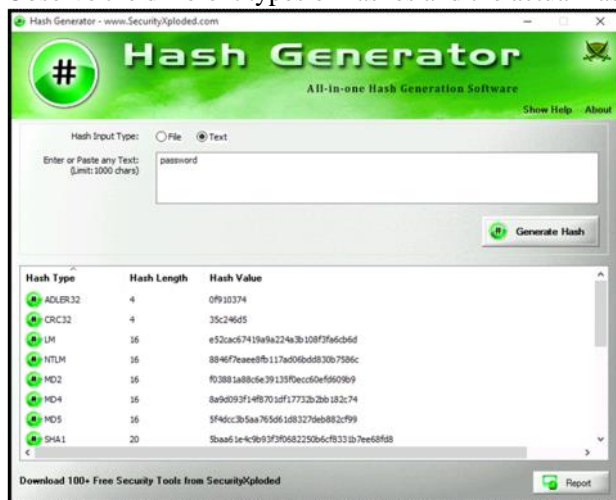 Hash Generator - www.SecurityXploded.com
#
Hash Generator
All-in-one Hash Generation Software
Show Help About
Hash Input Type: File Text
Enter or Paste any Text: password
(Limit:1000 chars)
Generate Hash
Hash Type Hash Length Hash Value
ADLER32 4 0f910374
CRC32 4 35c246d5
LM 16 e52cac67419a9a224a3b108f3fa6cb6d
NTLM 16 8846f7eaee8fb117ad06bdd830b7586c
MD2 16 f03881a88c6e39135f0ecc60efd609b9
MD4 16 8a9d093f14f8701df17732b2bb182c74
MD5 16 5f4dcc3b5aa765d61d8327deb882cf99
SHA1 20 5baa61e4c9b93f3f0682250b6cf8331b7ee68fd8
Download 100+ Free Security Tools from SecurityXploded
Report